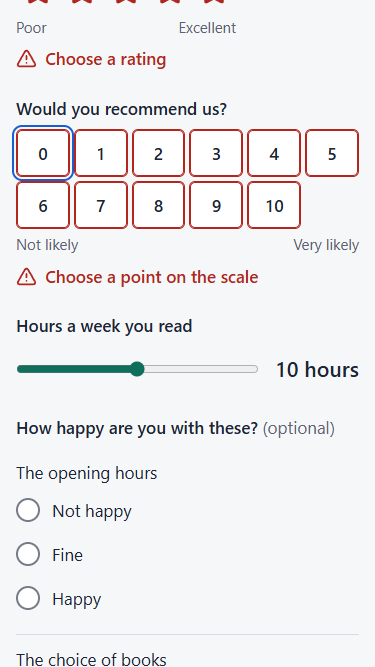 Poor Excellent
Choose a rating
Would you recommend us?
0 1 2 3 4 5
6 7 8 9 10
Not likely Very likely
Choose a point on the scale
Hours a week you read
10 hours
How happy are you with these? (optional)
The opening hours
Not happy
Fine
Happy
The choice of books